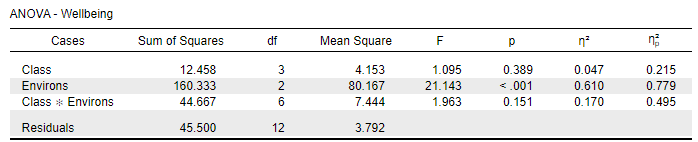 ANOVA - Wellbeing
Cases Sum of Squares df Mean Square F p η² η²ₚ
Class 12.458 3 4.153 1.095 0.389 0.047 0.215
Environs 160.333 2 80.167 21.143 < .001 0.610 0.779
Class ✻ Environs 44.667 6 7.444 1.963 0.151 0.170 0.495
Residuals 45.500 12 3.792